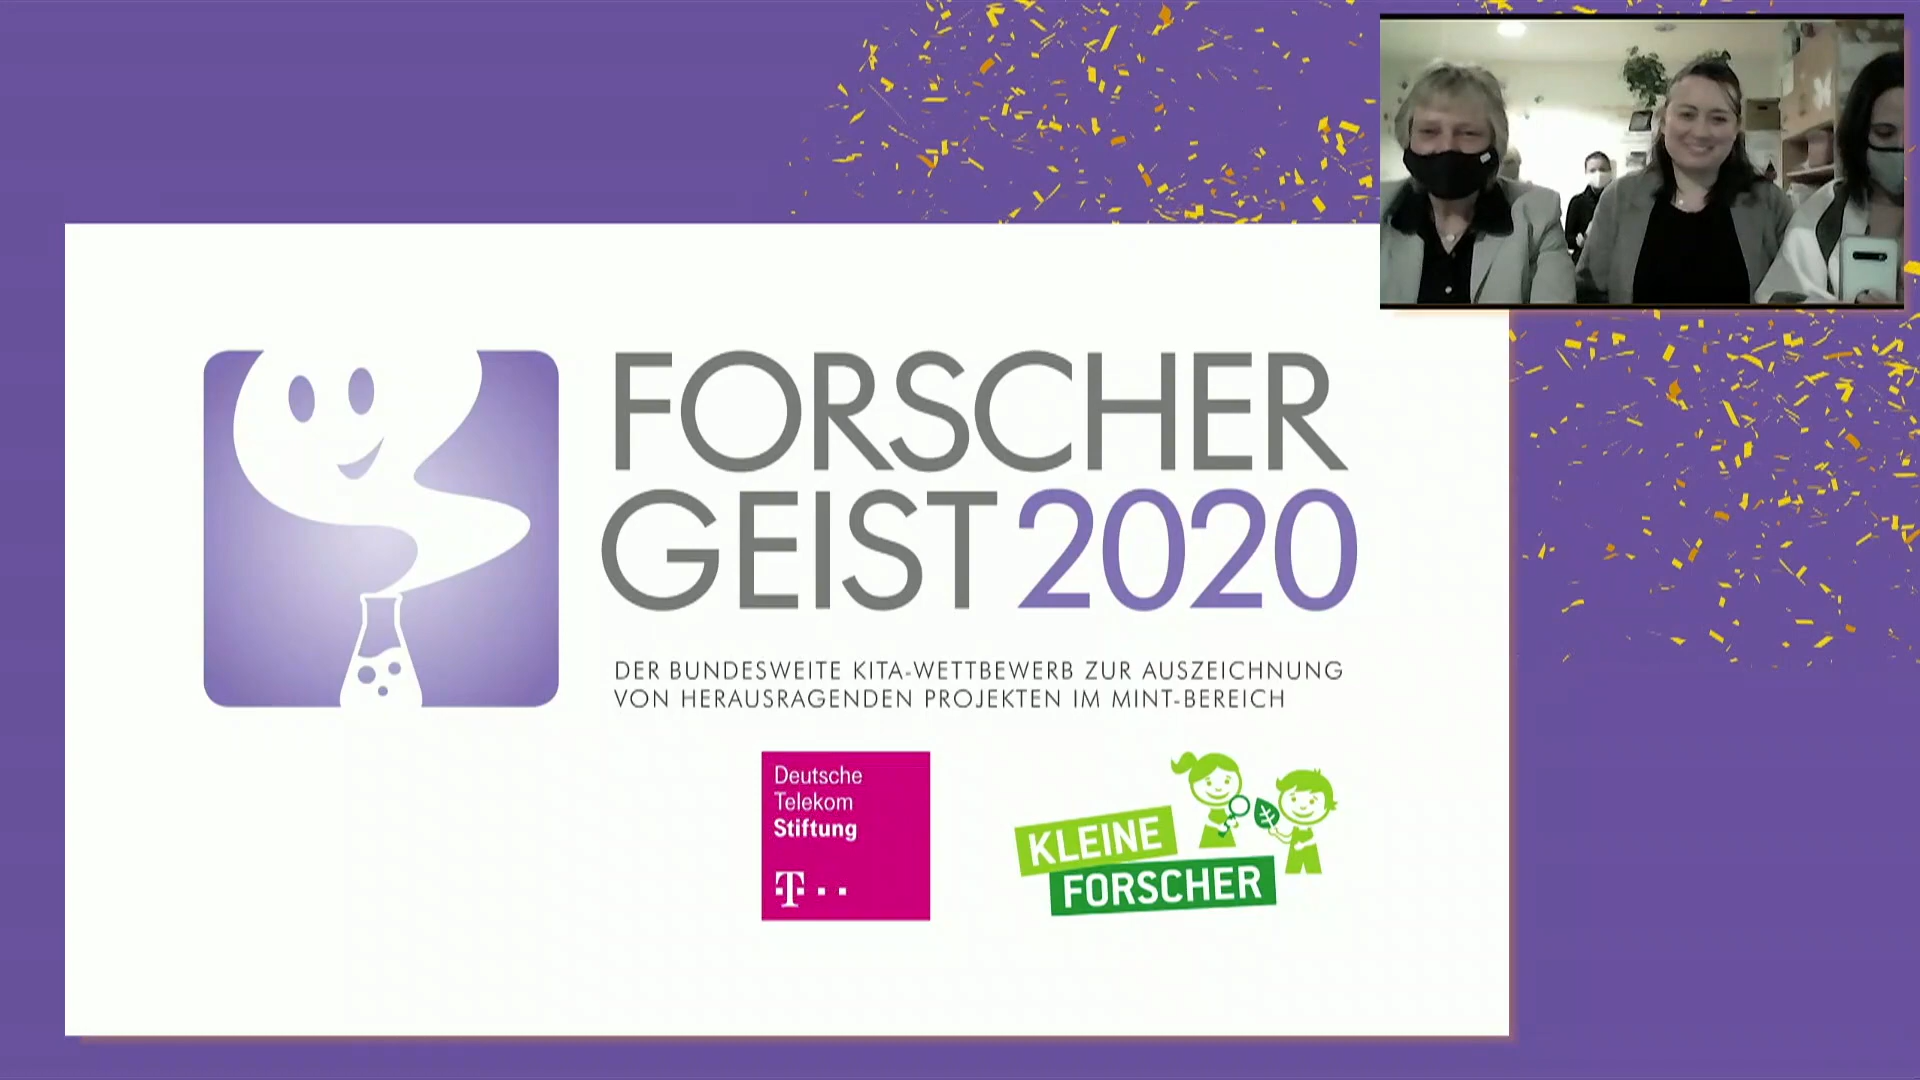 FORSCHER
GEIST 2020
DER BUNDESWEITE KITA-WETTBEWERB ZUR AUSZEICHNUNG
VON HERAUSRAGENDEN PROJEKTEN IM MINT-BEREICH
Deutsche
Telekom
Stiftung
T
KLEINE
FORSCHER